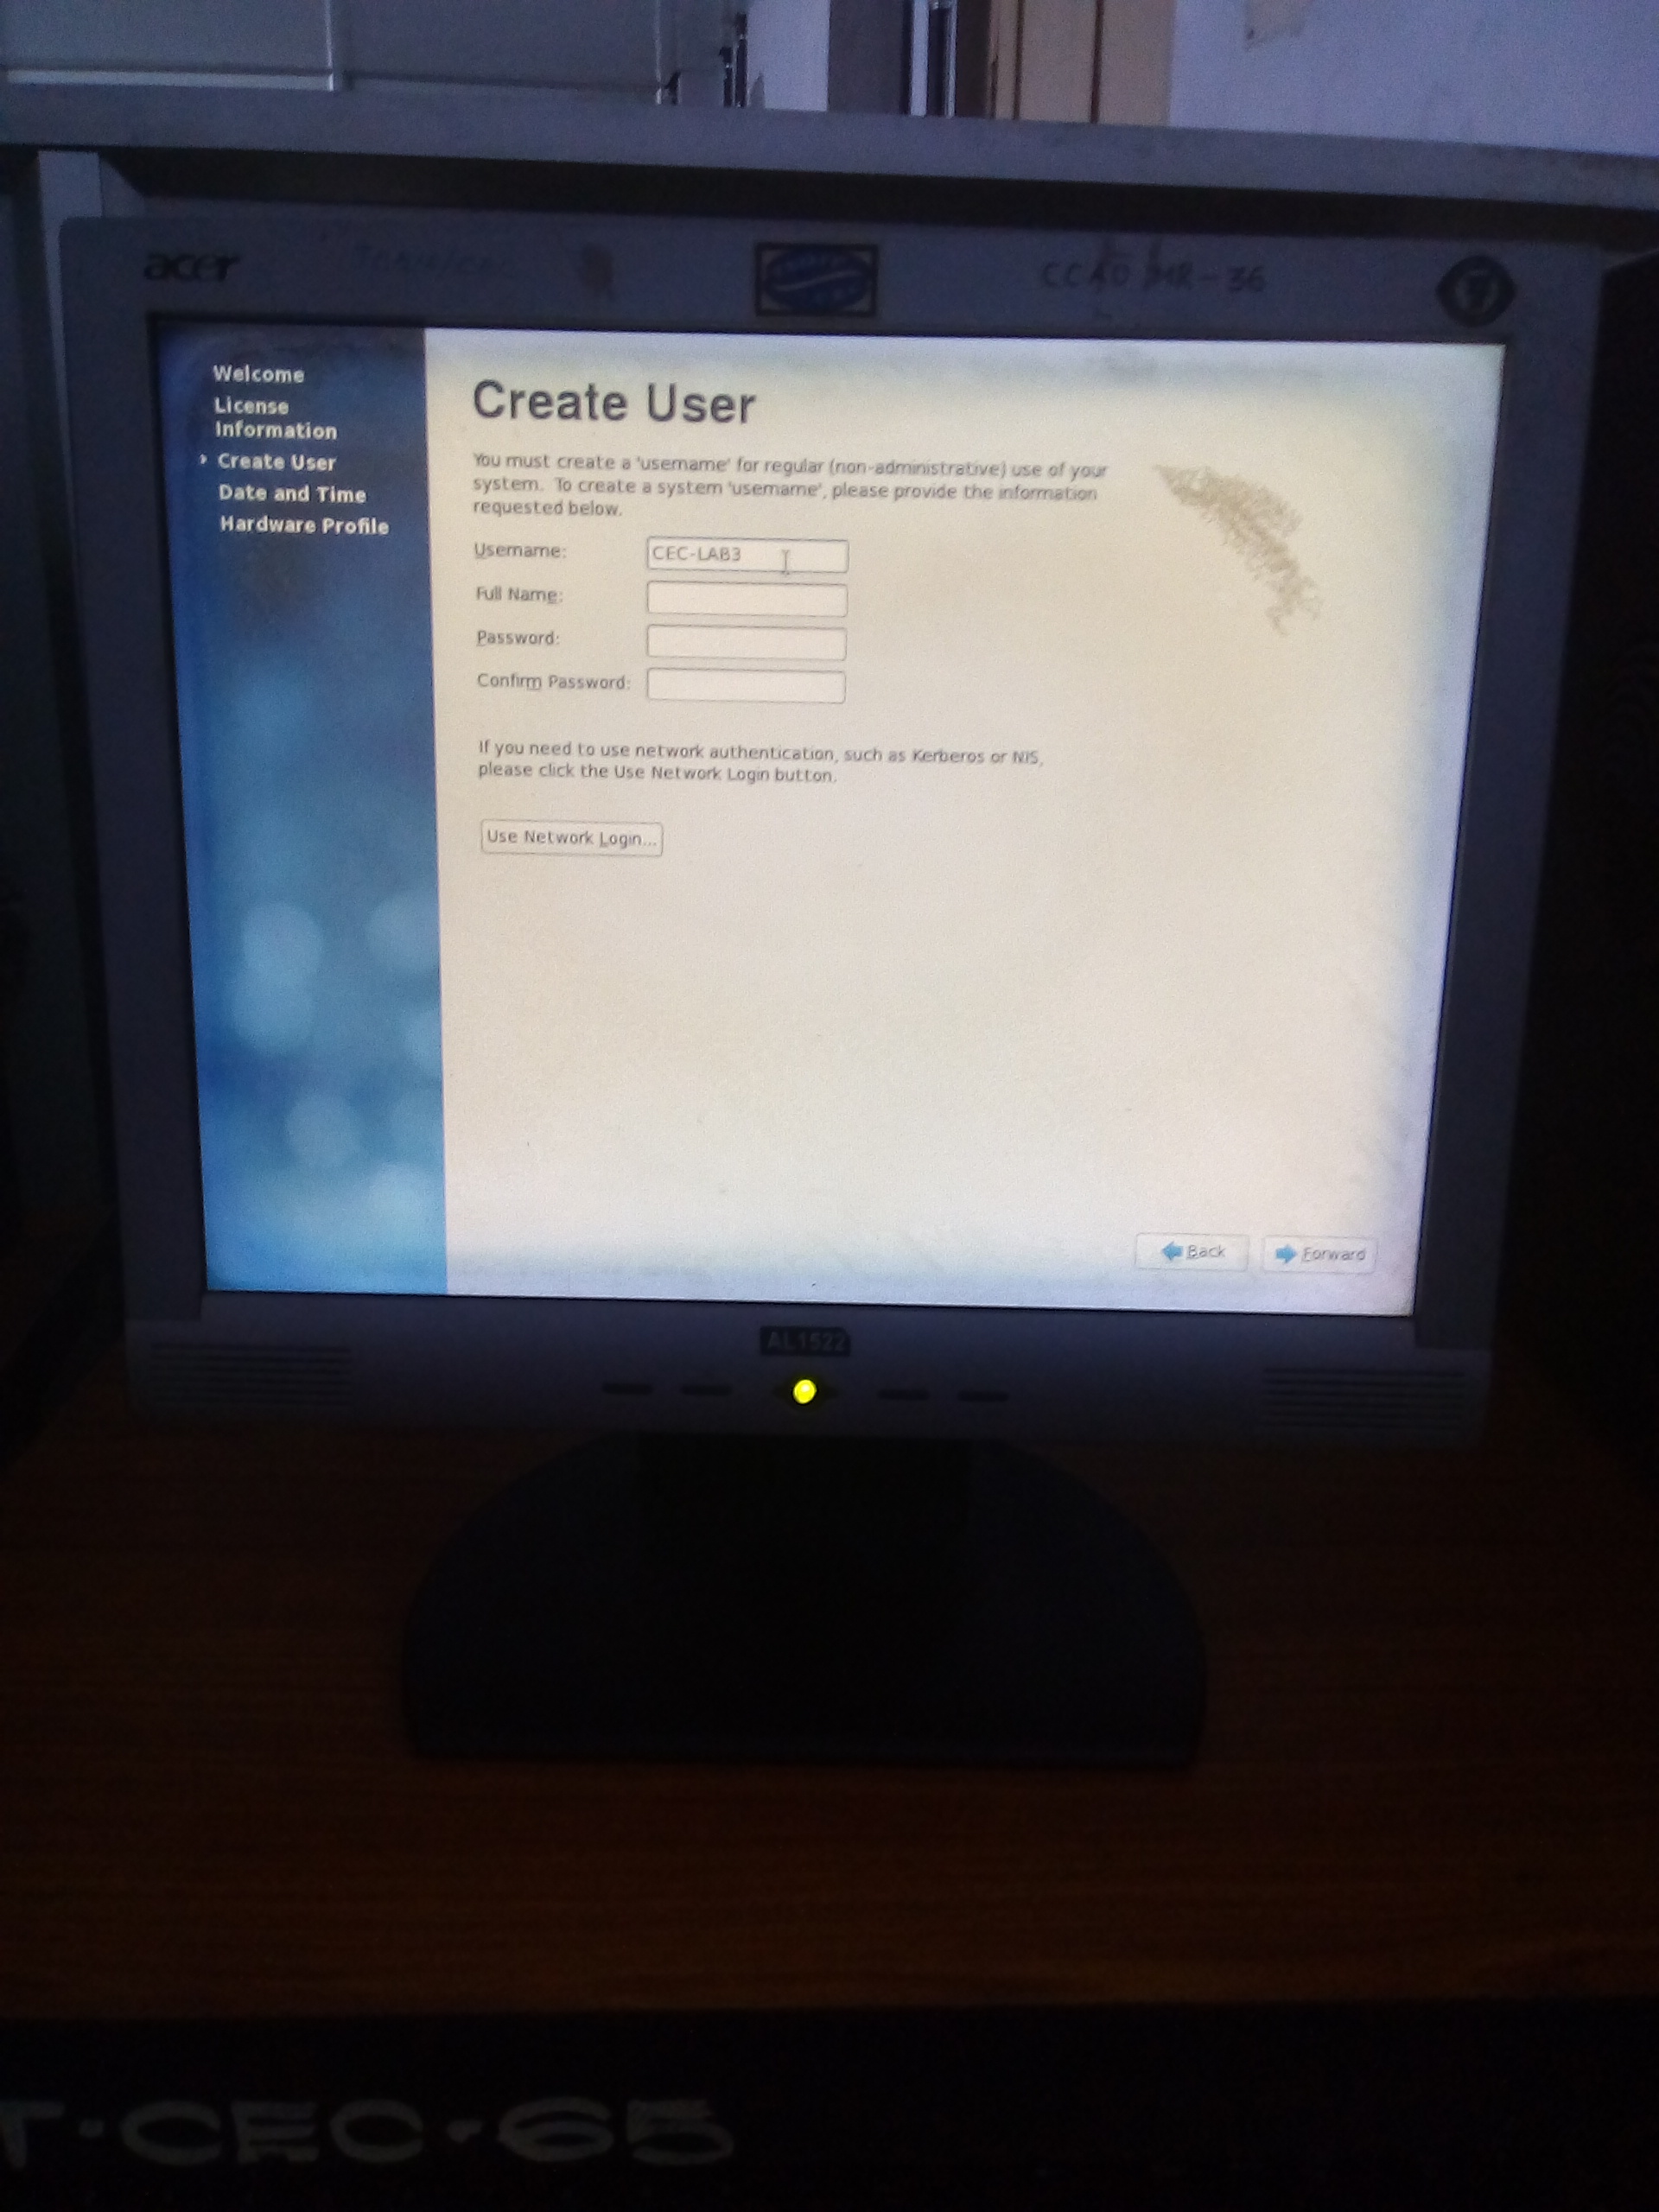 acer
Welcome
License
Information
Create User
Date and Time
Hardware Profile
Create User
You must create a 'username' for regular (non-administrative) use of your
system. To create a system 'username', please provide the information
requested below.
Username: CEC-LAB3
Full Name:
Password:
Confirm Password:
If you need to use network authentication, such as Kerberos or NIS,
please click the Use Network Login button.
Use Network Login...
Back Forward
AL1522
T-CEC-65